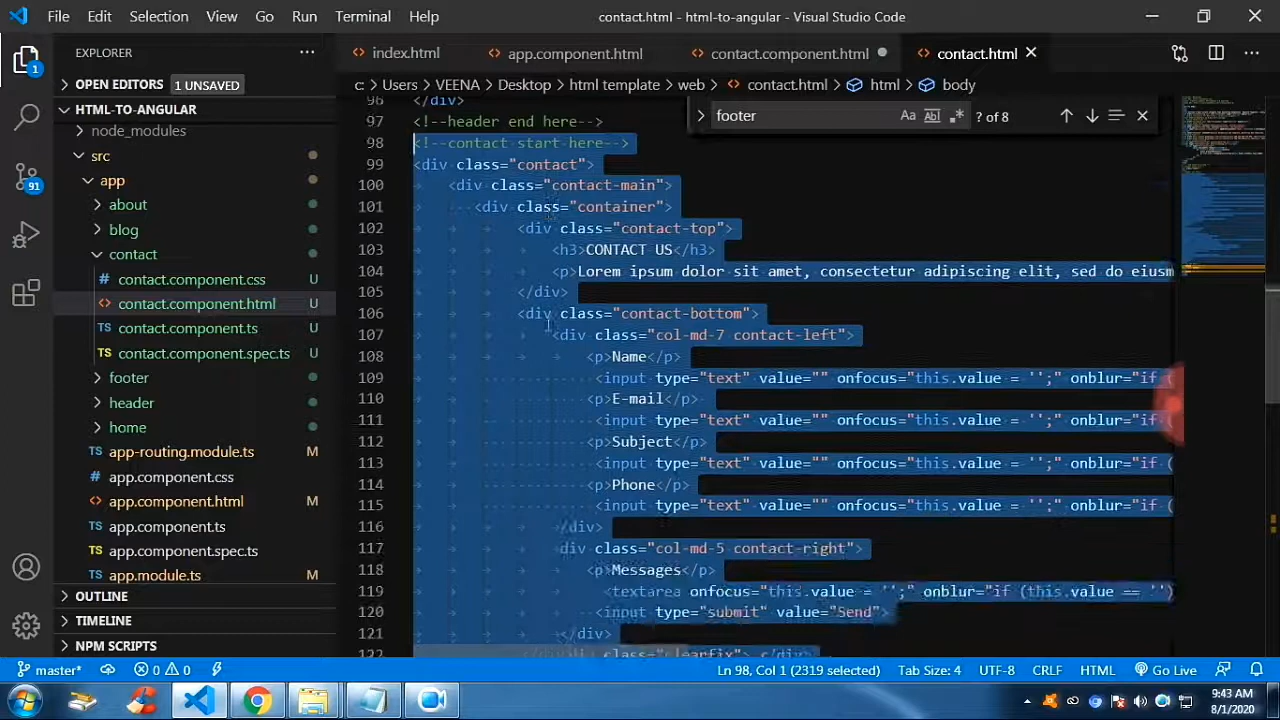 File Edit Selection View Go Run Terminal Help
contact.html - html-to-angular - Visual Studio Code
EXPLORER
index.html app.component.html contact.component.html contact.html
OPEN EDITORS 1 UNSAVED
c: > Users > VEENA > Desktop > html template > web > contact.html > html > body
HTML-TO-ANGULAR
footer
Aa Abl .* ? of 8
node_modules
src
app
about
blog
contact
contact.component.css U
contact.component.html U
contact.component.ts U
contact.component.spec.ts U
footer
header
home
app-routing.module.ts M
app.component.css
app.component.html M
app.component.ts
app.component.spec.ts
app.module.ts M
OUTLINE
TIMELINE
NPM SCRIPTS
1
91
96 </div>
97 <!--header end here-->
98 <!--contact start here-->
99 <div class="contact">
100 <div class="contact-main">
101 <div class="container">
102 <div class="contact-top">
103 <h3>CONTACT US</h3>
104 <p>Lorem ipsum dolor sit amet, consectetur adipiscing elit, sed do eiusm
105 </div>
106 <div class="contact-bottom">
107 <div class="col-md-7 contact-left">
108 <p>Name</p>
109 <input type="text" value="" onfocus="this.value = '';" onblur="if (
110 <p>E-mail</p>
111 <input type="text" value="" onfocus="this.value = '';" onblur="if (
112 <p>Subject</p>
113 <input type="text" value="" onfocus="this.value = '';" onblur="if (
114 <p>Phone</p>
115 <input type="text" value="" onfocus="this.value = '';" onblur="if (
116 /div>
117 div class="col-md-5 contact-right">
118 <p>Messages</p>
119 <textarea onfocus="this.value = '';" onblur="if (this.value == '')
120 <input type="submit" value="Send">
121 </div>
122 class="clearfix"> </div>
master* 0 0 Ln 98, Col 1 (2319 selected) Tab Size: 4 UTF-8 CRLF HTML Go Live
9:43 AM
8/1/2020